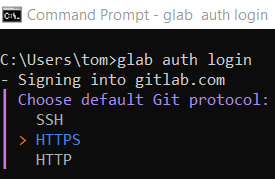 Command Prompt - glab auth login
C:\Users\tom>glab auth login
- Signing into gitlab.com
Choose default Git protocol:
SSH
> HTTPS
HTTP